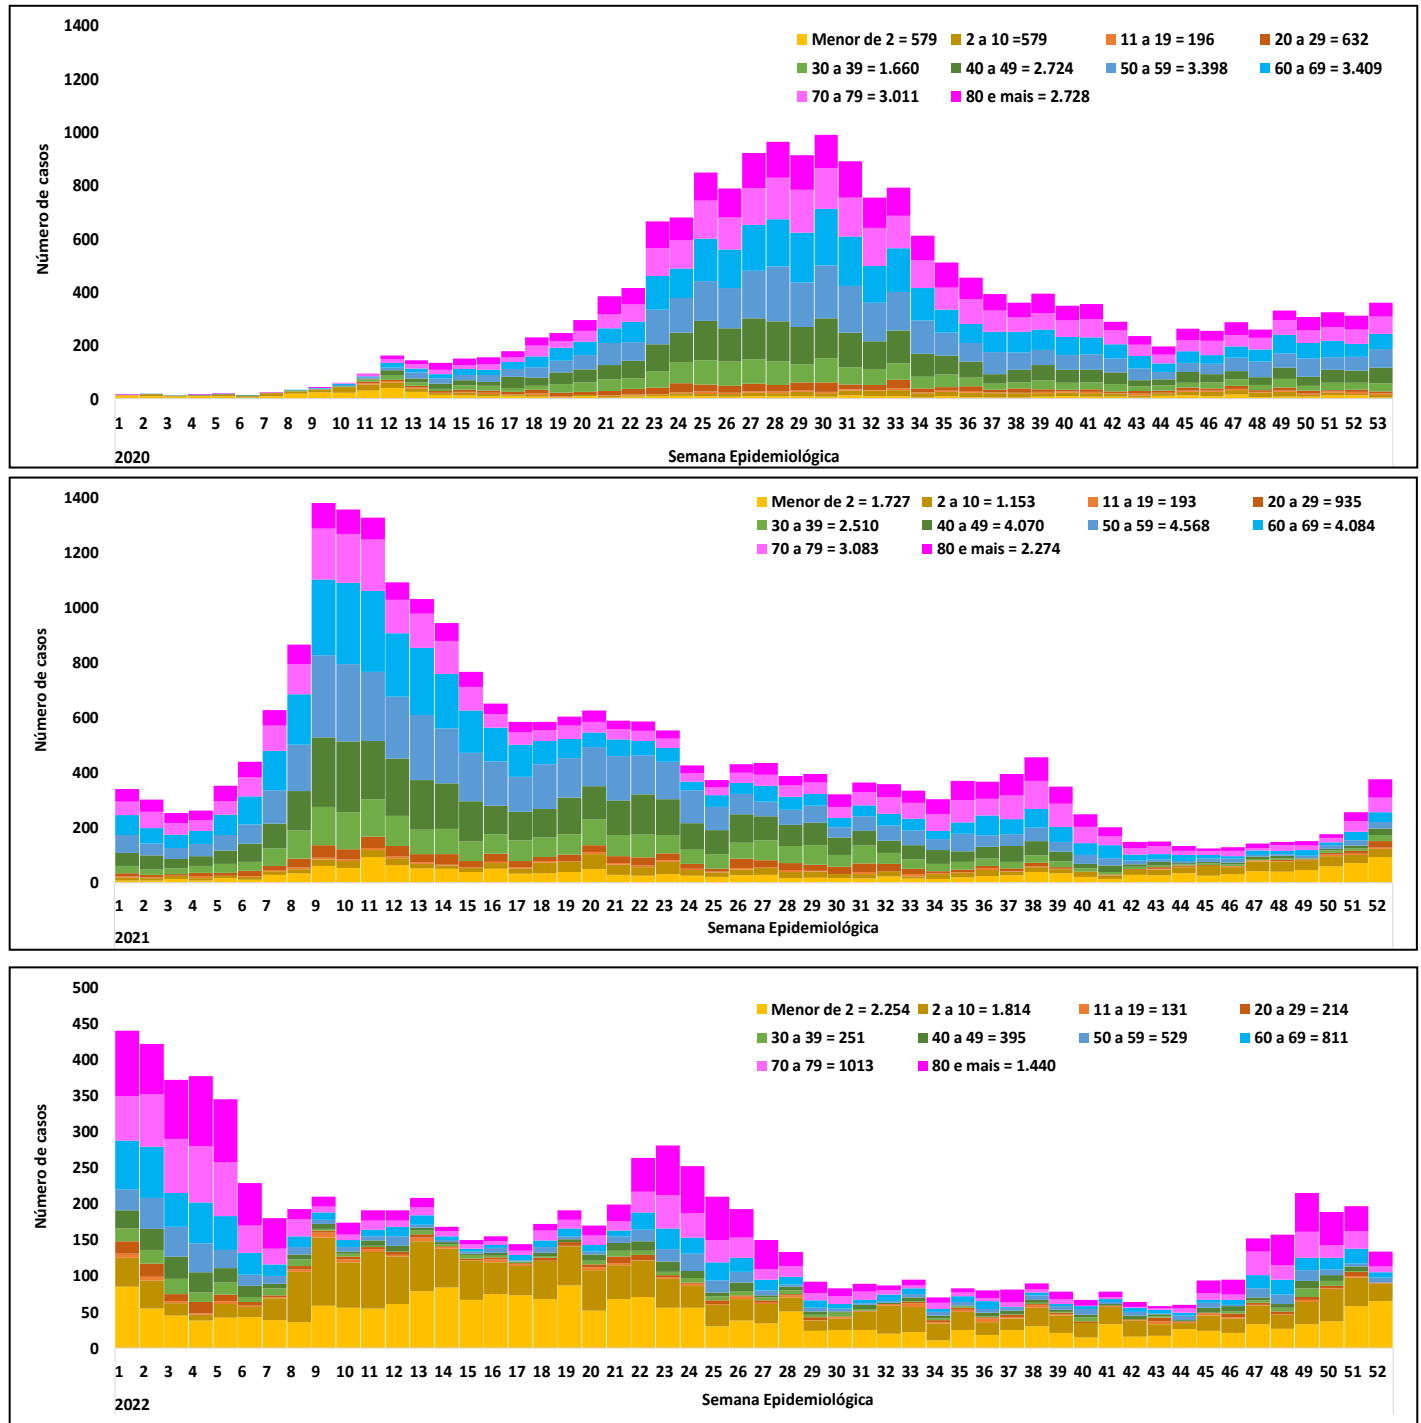 1400
Menor de 2 = 579 2 a 10 =579 11 a 19 = 196 20 a 29 = 632
1200
30 a 39 = 1.660 40 a 49 = 2.724 50 a 59 = 3.398 60 a 69 = 3.409
70 a 79 = 3.011 80 e mais = 2.728
1000
800
600
400
200
0
Número de casos
1 2 3 4 5 6 7 8 9 10 11 12 13 14 15 16 17 18 19 20 21 22 23 24 25 26 27 28 29 30 31 32 33 34 35 36 37 38 39 40 41 42 43 44 45 46 47 48 49 50 51 52 53
2020
Semana Epidemiológica
1400
Menor de 2 = 1.727 2 a 10 = 1.153 11 a 19 = 193 20 a 29 = 935
30 a 39 = 2.510 40 a 49 = 4.070 50 a 59 = 4.568 60 a 69 = 4.084
1200
70 a 79 = 3.083 80 e mais = 2.274
1000
800
600
400
200
0
Número de casos
1 2 3 4 5 6 7 8 9 10 11 12 13 14 15 16 17 18 19 20 21 22 23 24 25 26 27 28 29 30 31 32 33 34 35 36 37 38 39 40 41 42 43 44 45 46 47 48 49 50 51 52
Semana Epidemiológica
2021
500
Menor de 2 = 2.254 2 a 10 = 1.814 11 a 19 = 131 20 a 29 = 214
450
30 a 39 = 251 40 a 49 = 395 50 a 59 = 529 60 a 69 = 811
70 a 79 = 1013 80 e mais = 1.440
400
350
300
250
200
150
100
50
0
Número de casos
1 2 3 4 5 6 7 8 9 10 11 12 13 14 15 16 17 18 19 20 21 22 23 24 25 26 27 28 29 30 31 32 33 34 35 36 37 38 39 40 41 42 43 44 45 46 47 48 49 50 51 52
Semana Epidemiológica
2022